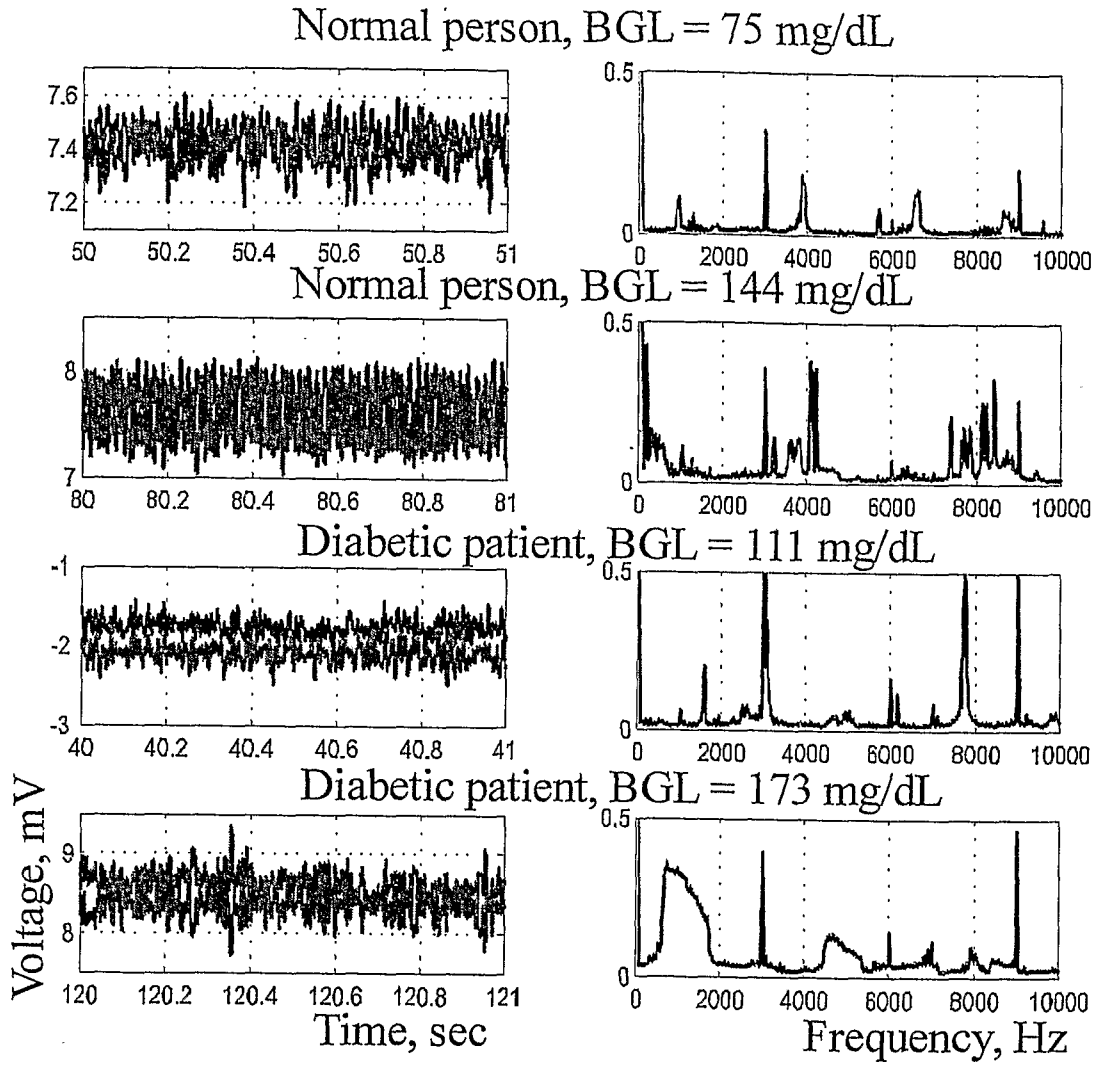 Normal person, BGL = 75 mg/dL
7.6
7.4
7.2
50 50.2 50.4 50.6 50.8 51
0.5
0
2000 4000 6000 8000 10000
Normal person, BGL = 144 mg/dL
8
7
80 80.2 80.4 80.6 80.8 81
0.5
0
2000 4000 6000 8000 10000
Diabetic patient, BGL = 111 mg/dL
-1
-2
-3
40 40.2 40.4 40.6 40.8 41
0.5
0
0 2000 4000 6000 8000 10000
Diabetic patient, BGL = 173 mg/dL
9
8
120 120.2 120.4 120.6 120.8 121
0.5
0
0 2000 4000 6000 8000 10000
Voltage, mV
Time, sec
Frequency, Hz